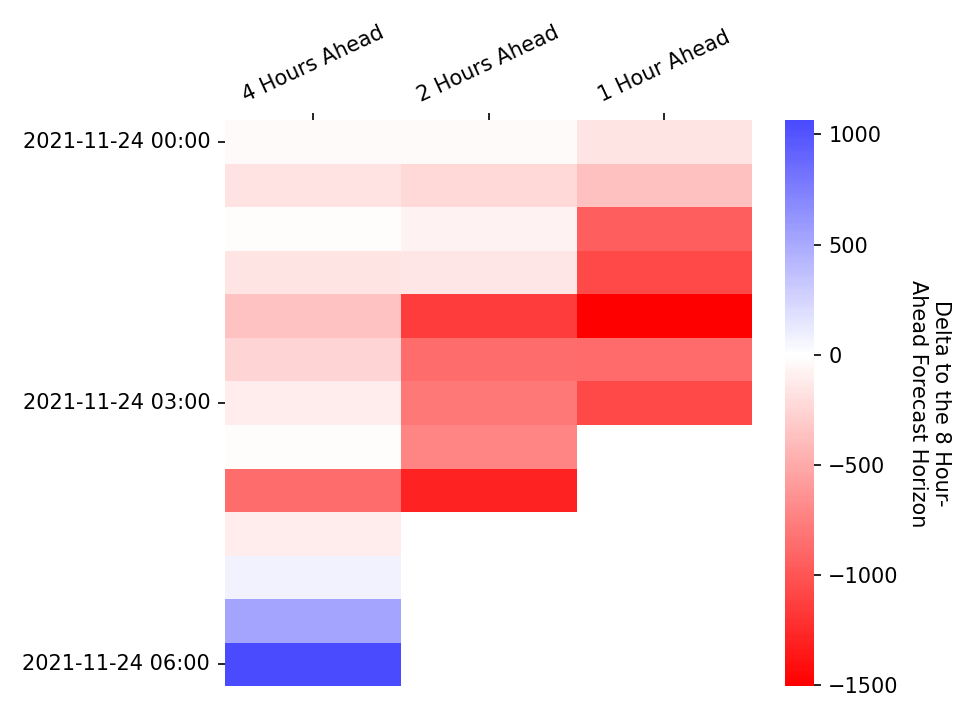 4 Hours Ahead
2 Hours Ahead
1 Hour Ahead
2021-11-24 00:00
2021-11-24 03:00
2021-11-24 06:00
1000
500
0
−500
−1000
−1500
Delta to the 8 Hour-
Ahead Forecast Horizon